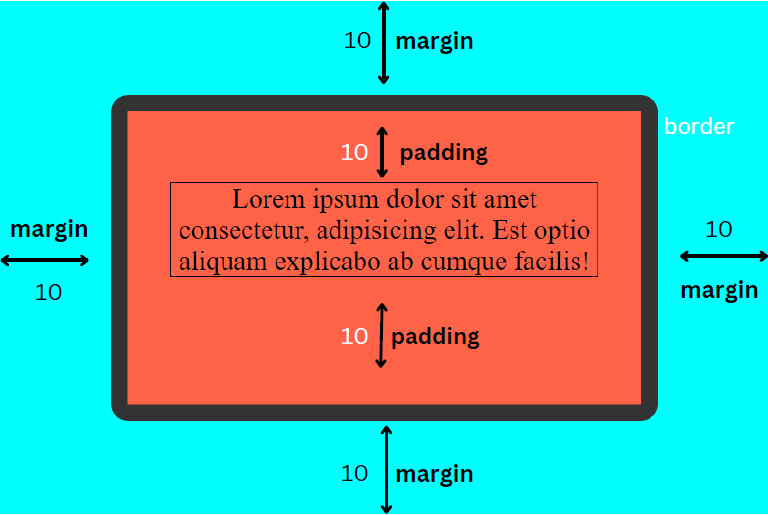 10 margin
border
10 padding
Lorem ipsum dolor sit amet
consectetur, adipisicing elit. Est optio
aliquam explicabo ab cumque facilis!
margin
10
10
margin
10 padding
10 margin